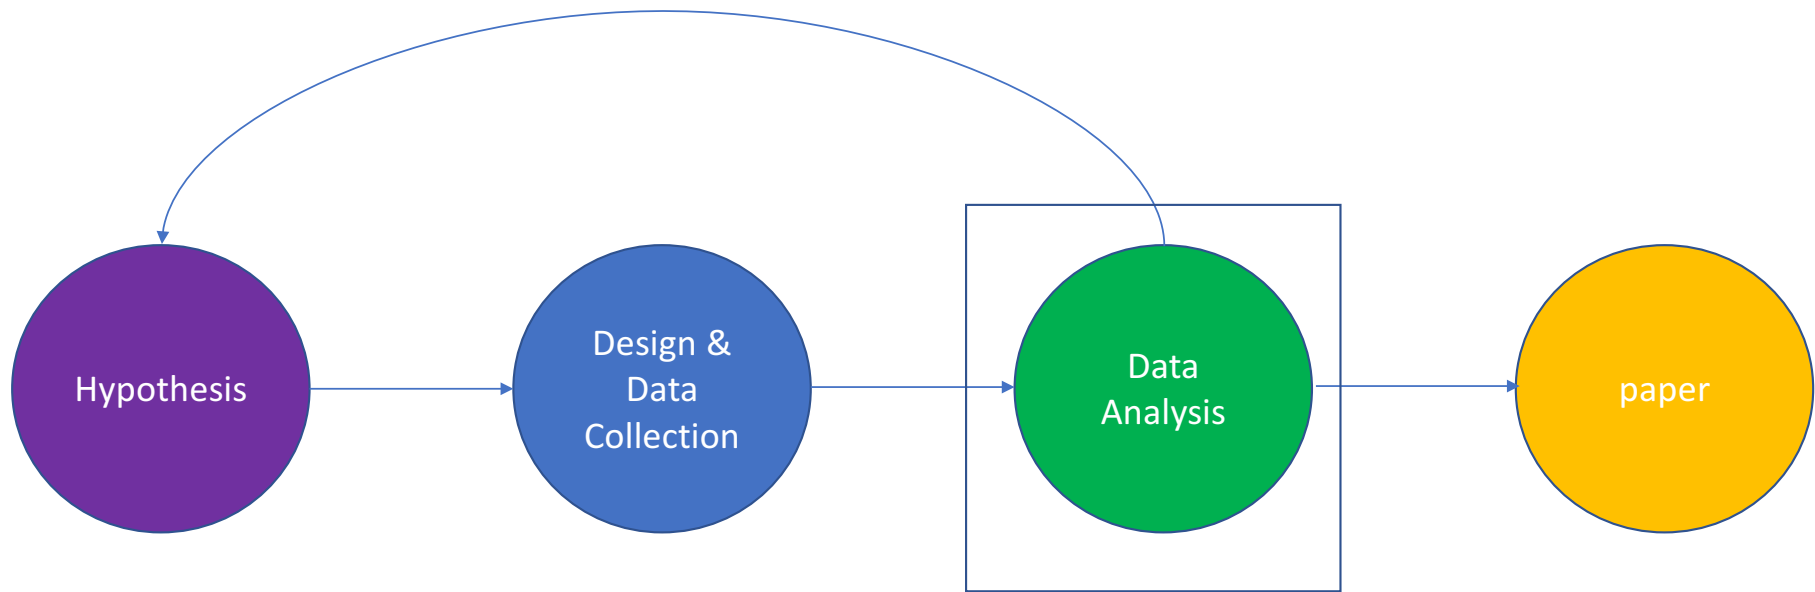 Hypothesis
Design &
Data
Collection
Data
Analysis
paper